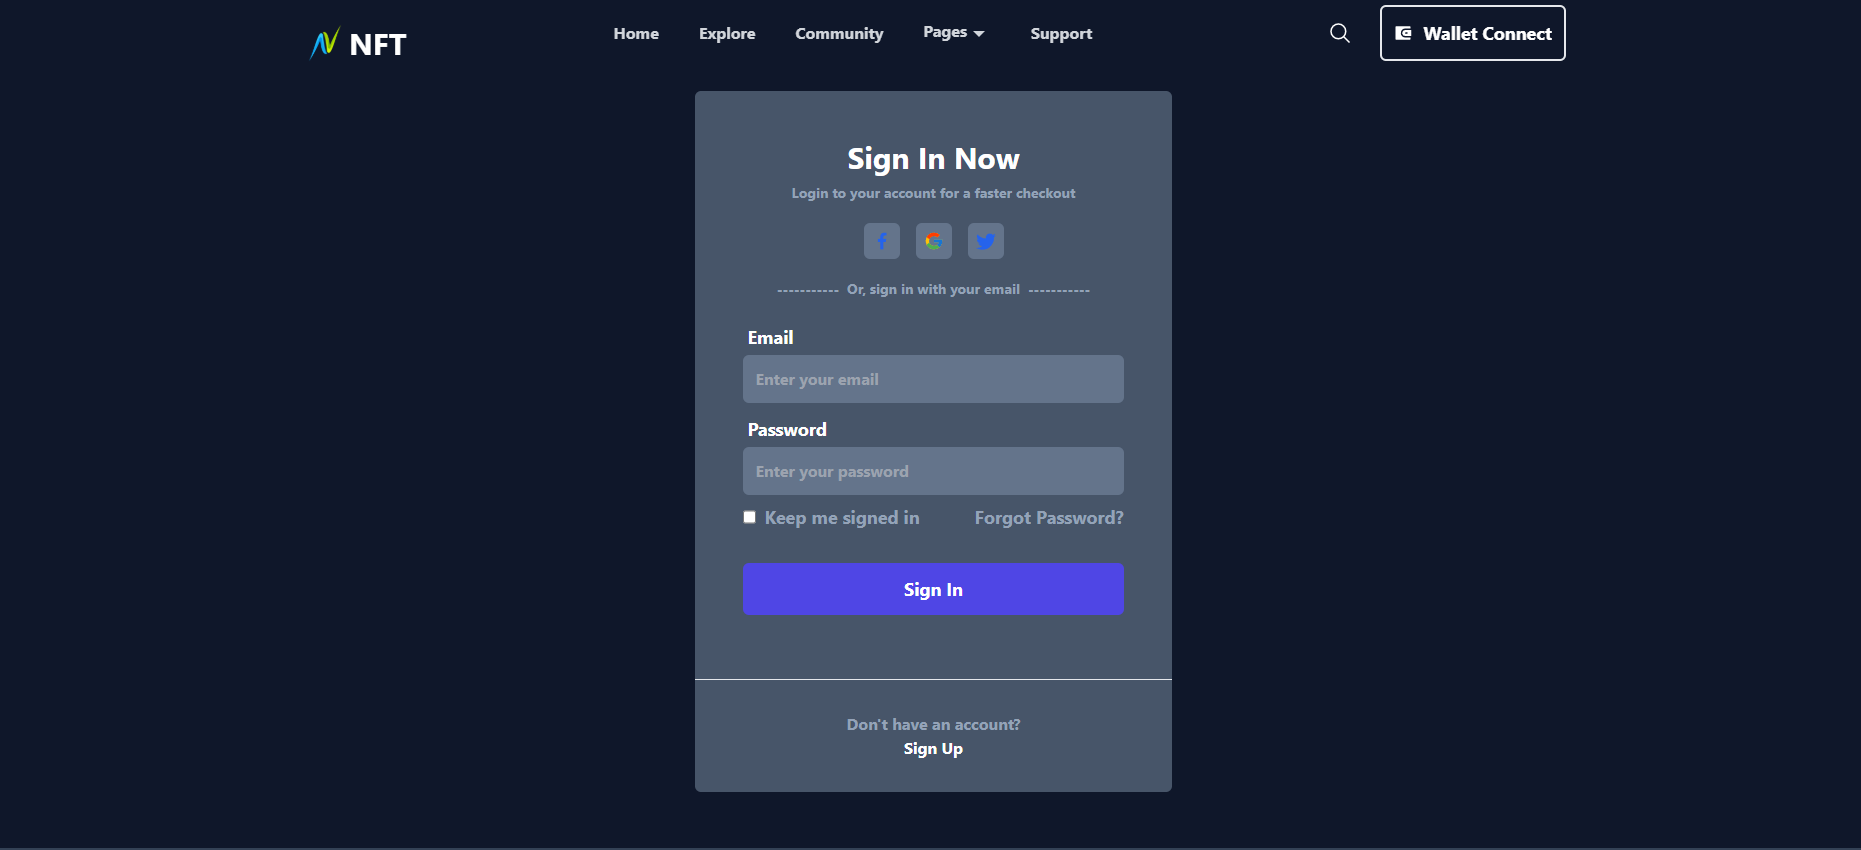 NFT
Home Explore Community Pages Support
Wallet Connect
Sign In Now
Login to your account for a faster checkout
----------- Or, sign in with your email -----------
Email
Enter your email
Password
Enter your password
Keep me signed in Forgot Password?
Sign In
Don't have an account?
Sign Up